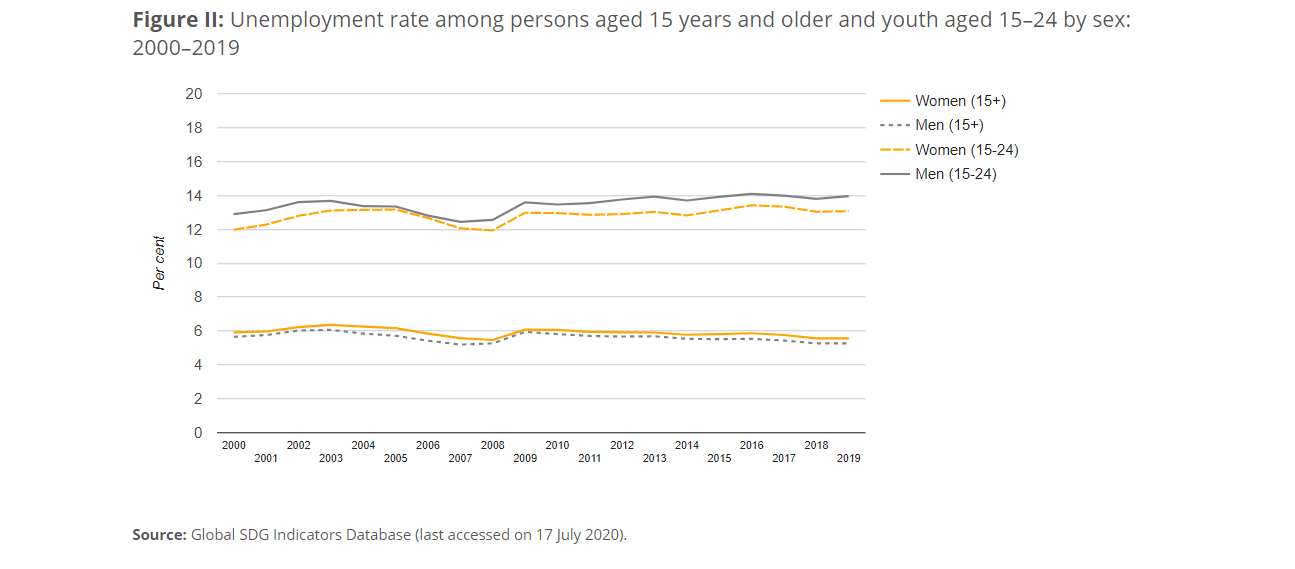 Figure II: Unemployment rate among persons aged 15 years and older and youth aged 15–24 by sex:
2000–2019
20
18
16
14
12
10
8
6
4
2
0
Per cent
Women (15+)
Men (15+)
Women (15-24)
Men (15-24)
2000 2002 2004 2006 2008 2010 2012 2014 2016 2018
2001 2003 2005 2007 2009 2011 2013 2015 2017 2019
Source: Global SDG Indicators Database (last accessed on 17 July 2020).